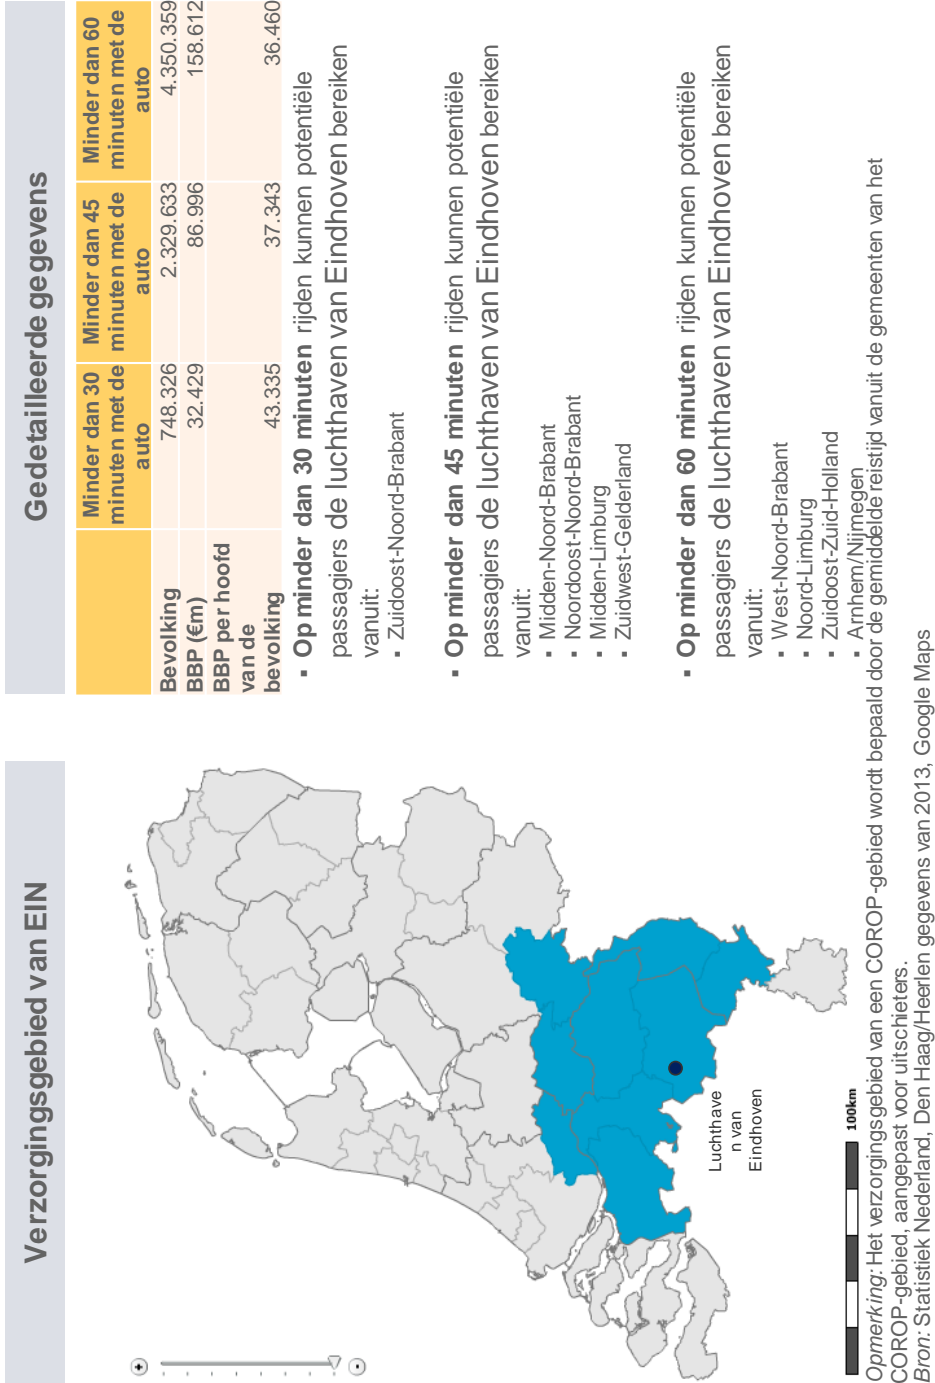 Verzorgingsgebied van EIN
Luchthave
n van
Eindhoven
100km
Gedetailleerde gegevens
Minder dan 30 minuten met de auto Minder dan 45 minuten met de auto Minder dan 60 minuten met de auto
Bevolking 748.326 2.329.633 4.350.359
BBP (€m) 32.429 86.996 158.612
BBP per hoofd
van de
bevolking 43.335 37.343 36.460
▪ Op minder dan 30 minuten rijden kunnen potentiële
passagiers de luchthaven van Eindhoven bereiken
vanuit:
▪ Zuidoost-Noord-Brabant
▪ Op minder dan 45 minuten rijden kunnen potentiële
passagiers de luchthaven van Eindhoven bereiken
vanuit:
▪ Midden-Noord-Brabant
▪ Noordoost-Noord-Brabant
▪ Midden-Limburg
▪ Zuidwest-Gelderland
▪ Op minder dan 60 minuten rijden kunnen potentiële
passagiers de luchthaven van Eindhoven bereiken
vanuit:
▪ West-Noord-Brabant
▪ Noord-Limburg
▪ Zuidoost-Zuid-Holland
▪ Arnhem/Nijmegen
Opmerking: Het verzorgingsgebied van een COROP-gebied wordt bepaald door de gemiddelde reistijd vanuit de gemeenten van het
COROP-gebied, aangepast voor uitschieters.
Bron: Statistiek Nederland, Den Haag/Heerlen gegevens van 2013, Google Maps